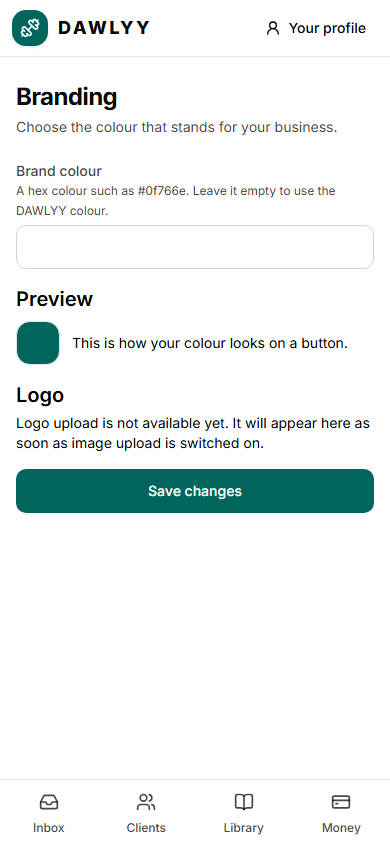 DAWLYY
Your profile
Branding
Choose the colour that stands for your business.
Brand colour
A hex colour such as #0f766e. Leave it empty to use the
DAWLYY colour.
Preview
This is how your colour looks on a button.
Logo
Logo upload is not available yet. It will appear here as
soon as image upload is switched on.
Save changes
Inbox
Clients
Library
Money